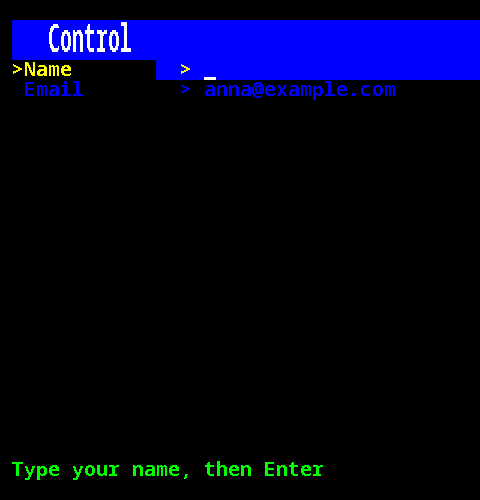 Control
>Name > _
Email > anna@example.com
Type your name, then Enter